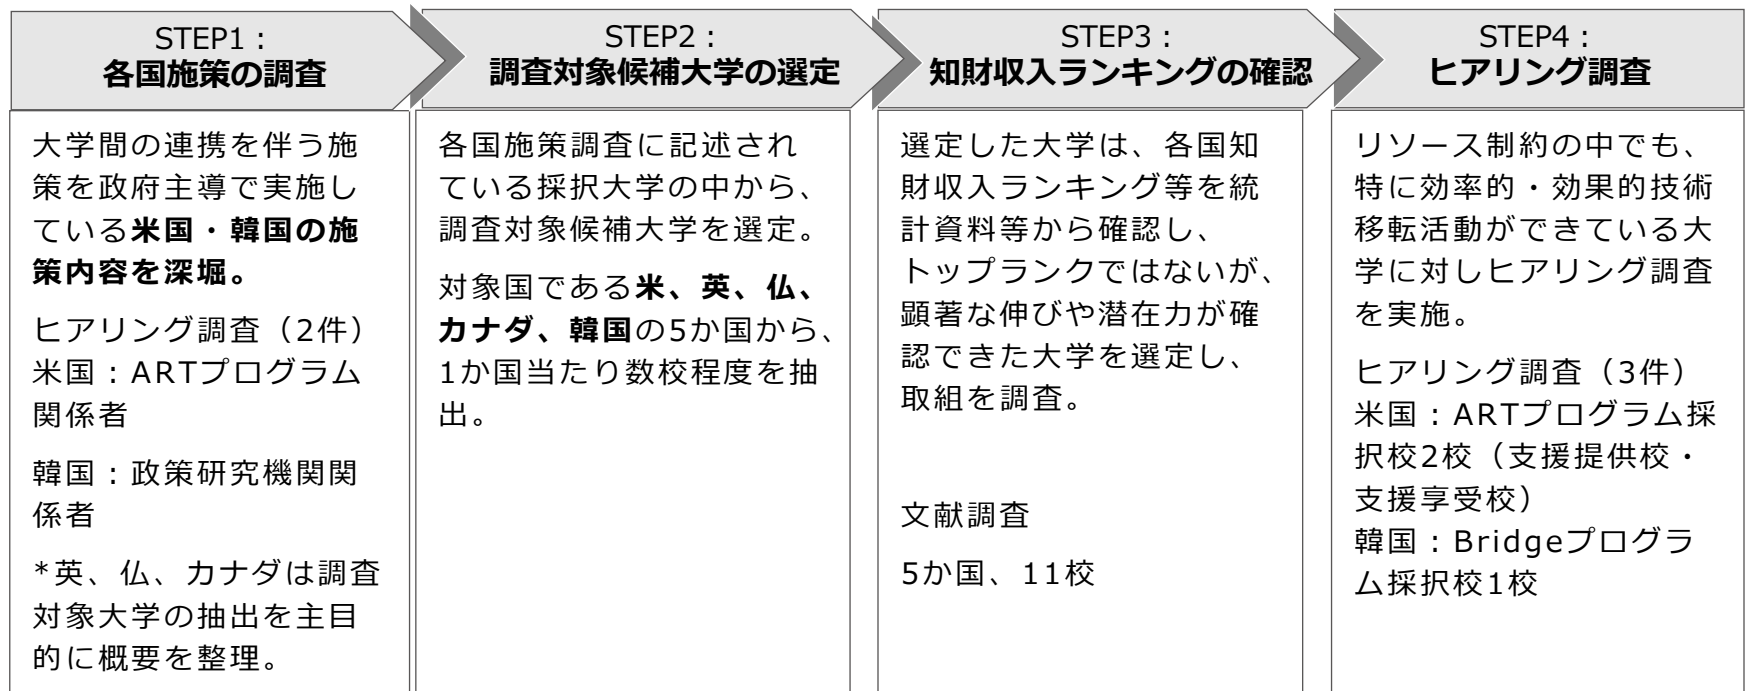 STEP1：
各国施策の調査
大学間の連携を伴う施
策を政府主導で実施し
ている米国・韓国の施
策内容を深堀。
ヒアリング調査（2件）
米国：ARTプログラム
関係者
韓国：政策研究機関関
係者
*英、仏、カナダは調査
対象大学の抽出を主目
的に概要を整理。
STEP2：
調査対象候補大学の選定
各国施策調査に記述され
ている採択大学の中から、
調査対象候補大学を選定。
対象国である米、英、仏、
カナダ、韓国の5か国から、
1か国当たり数校程度を抽
出。
STEP3：
知財収入ランキングの確認
選定した大学は、各国知
財収入ランキング等を統
計資料等から確認し、
トップランクではないが、
顕著な伸びや潜在力が確
認できた大学を選定し、
取組を調査。
文献調査
5か国、11校
STEP4：
ヒアリング調査
リソース制約の中でも、
特に効率的・効果的技術
移転活動ができている大
学に対しヒアリング調査
を実施。
ヒアリング調査（3件）
米国：ARTプログラム採
択校2校（支援提供校・
支援享受校）
韓国：Bridgeプログラ
ム採択校1校